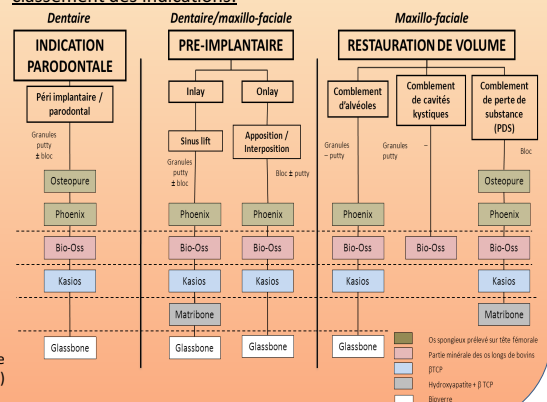 classement des indications:
Dentaire
Dentaire/maxillo-faciale
Maxillo-faciale
INDICATION
PARODONTALE
PRE-IMPLANTAIRE
RESTAURATION DE VOLUME
Péri implantaire /
parodontal
Inlay
Onlay
Comblement
d'alvéoles
Comblement
de cavités
kystiques
Comblement
de perte de
substance
(PDS)
Granules
putty
± bloc
Sinus lift
Apposition /
Interposition
Granules
putty
± bloc
Bloc ± putty
Granules
– putty
Granules –
putty
Bloc
Osteopure
Osteopure
Phoenix
Phoenix
Phoenix
Phoenix
Phoenix
Bio-Oss
Bio-Oss
Bio-Oss
Bio-Oss
Bio-Oss
Bio-Oss
Kasios
Kasios
Kasios
Kasios
Kasios
Matribone
Matribone
Glassbone
Glassbone
Glassbone
Glassbone
Os spongieux prélevé sur tête fémorale
Partie minérale des os longs de bovins
βTCP
Hydroxyapatite + β TCP
Bioverre
e
)